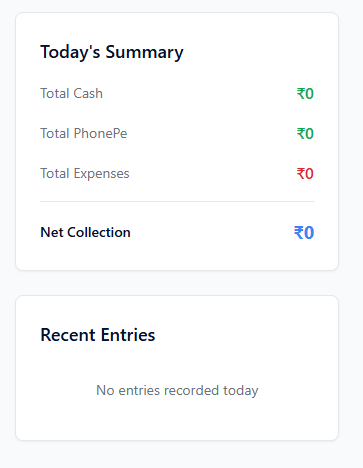 Today's Summary
Total Cash ₹0
Total PhonePe ₹0
Total Expenses ₹0
Net Collection ₹0
Recent Entries
No entries recorded today